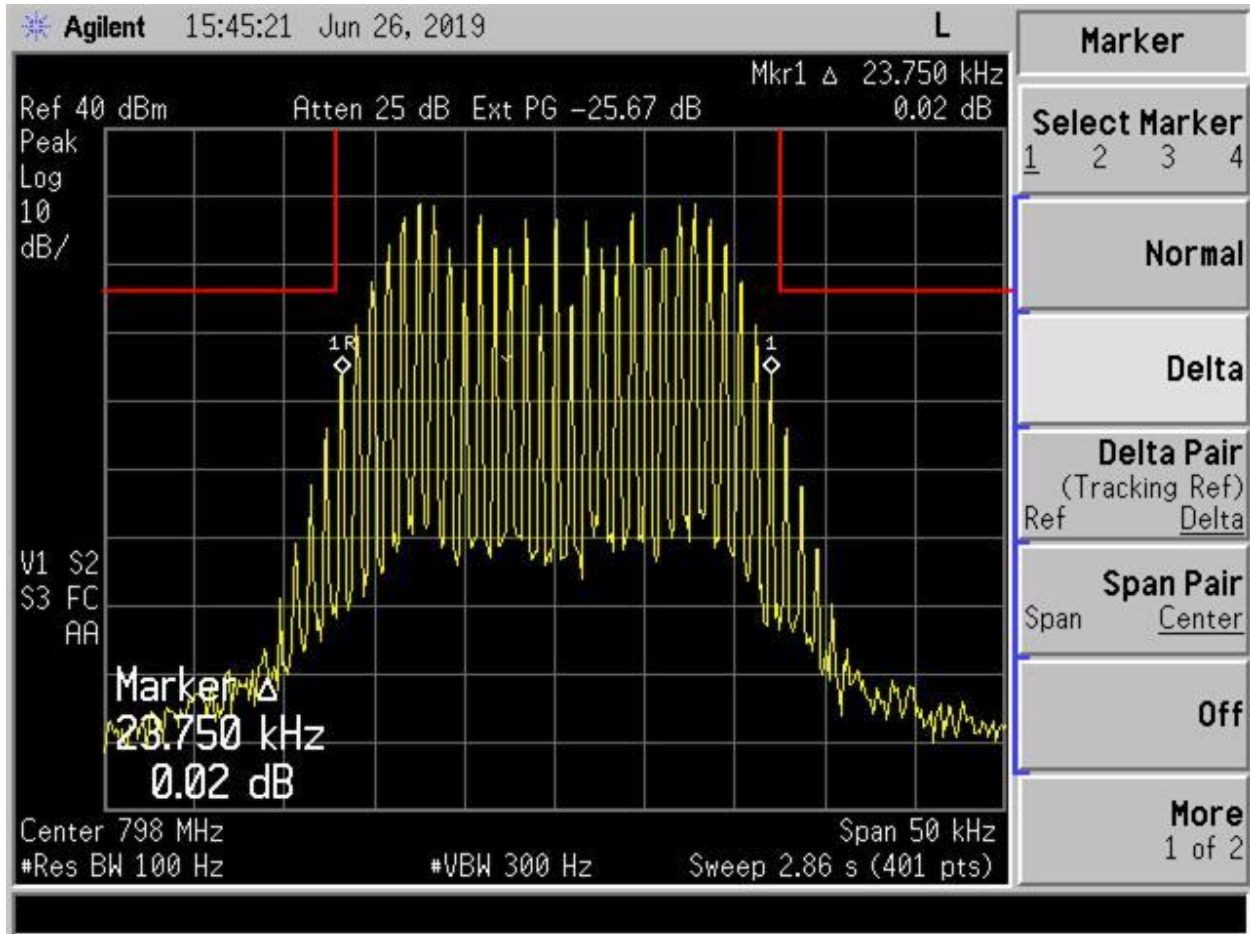 Agilent 15:45:21 Jun 26, 2019 L
Mkr1 Δ 23.750 kHz
Ref 40 dBm Atten 25 dB Ext PG -25.67 dB 0.02 dB
Peak
Log
10
dB/
1R 1
V1 S2
S3 FC
AA
Marker Δ
23.750 kHz
0.02 dB
Center 798 MHz Span 50 kHz
#Res BW 100 Hz #VBW 300 Hz Sweep 2.86 s (401 pts)
Marker
Select Marker
1 2 3 4
Normal
Delta
Delta Pair
(Tracking Ref)
Ref Delta
Span Pair
Span Center
Off
More
1 of 2